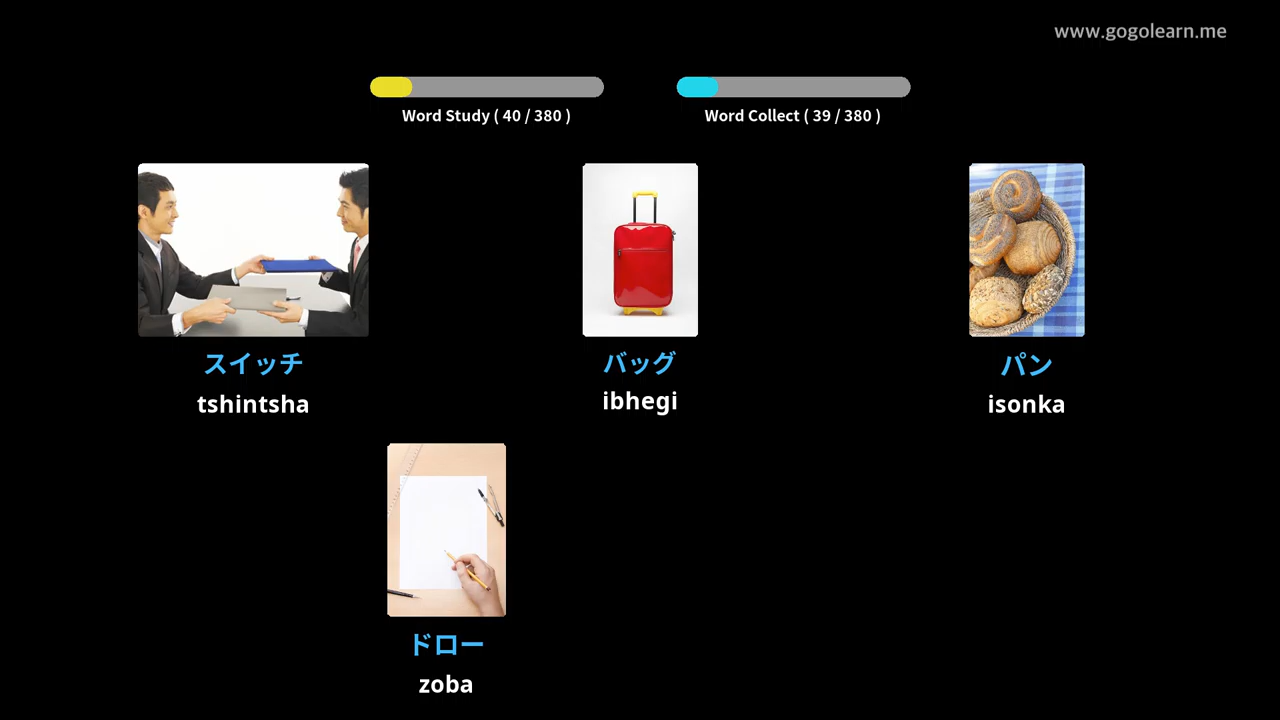 www.gogolearn.me
Word Study ( 40 / 380 )
Word Collect ( 39 / 380 )
スイッチ
tshintsha
バッグ
ibhegi
パン
isonka
ドロー
zoba